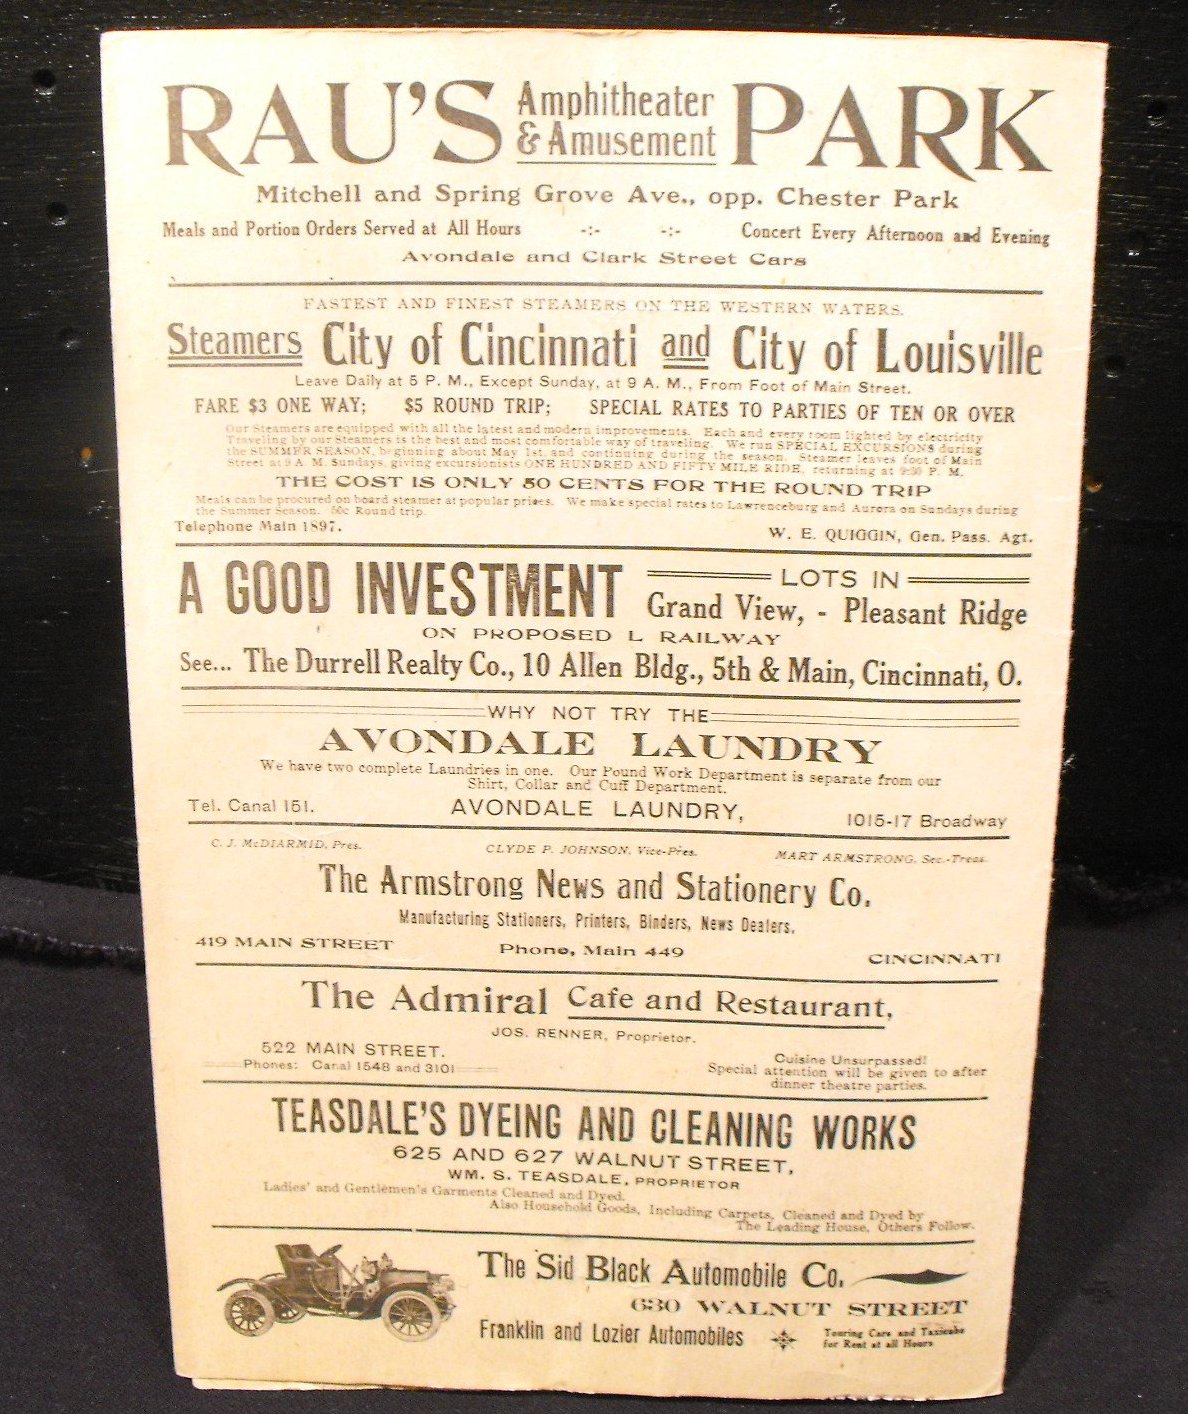 RAU'S Amphitheater & Amusement PARK
Mitchell and Spring Grove Ave., opp. Chester Park
Meals and Portion Orders Served at All Hours -:- -:- Concert Every Afternoon and Evening
Avondale and Clark Street Cars
FASTEST AND FINEST STEAMERS ON THE WESTERN WATERS.
Steamers City of Cincinnati and City of Louisville
Leave Daily at 5 P. M., Except Sunday, at 9 A. M., From Foot of Main Street.
FARE $3 ONE WAY; $5 ROUND TRIP; SPECIAL RATES TO PARTIES OF TEN OR OVER
Our Steamers are equipped with all the latest and modern improvements. Each and every room lighted by electricity
Traveling by our Steamers is the best and most comfortable way of traveling. We run SPECIAL EXCURSIONS during
the SUMMER SEASON, beginning about May 1st, and continuing during the season. Steamer leaves foot of Main
Street at 9 A. M. Sundays, giving excursionists ONE HUNDRED AND FIFTY MILE RIDE, returning at 9:30 P. M.
THE COST IS ONLY 50 CENTS FOR THE ROUND TRIP
Meals can be procured on board steamer at popular prices. We make special rates to Lawrenceburg and Aurora on Sundays during
the Summer Season. 50c Round trip.
Telephone Main 1897. W. E. QUIGGIN, Gen. Pass. Agt.
A GOOD INVESTMENT LOTS IN
Grand View, - Pleasant Ridge
ON PROPOSED L RAILWAY
See... The Durrell Realty Co., 10 Allen Bldg., 5th & Main, Cincinnati, O.
WHY NOT TRY THE
AVONDALE LAUNDRY
We have two complete Laundries in one. Our Pound Work Department is separate from our
Shirt, Collar and Cuff Department.
Tel. Canal 151. AVONDALE LAUNDRY, 1015-17 Broadway
C. J. McDIARMID, Pres. CLYDE P. JOHNSON, Vice-Pres. MART ARMSTRONG, Sec.-Treas.
The Armstrong News and Stationery Co.
Manufacturing Stationers, Printers, Binders, News Dealers.
419 MAIN STREET Phone, Main 449 CINCINNATI
The Admiral Cafe and Restaurant,
JOS. RENNER, Proprietor.
522 MAIN STREET.
Phones: Canal 1548 and 3101
Cuisine Unsurpassed!
Special attention will be given to after
dinner theatre parties.
TEASDALE'S DYEING AND CLEANING WORKS
625 AND 627 WALNUT STREET,
WM. S. TEASDALE, PROPRIETOR
Ladies' and Gentlemen's Garments Cleaned and Dyed.
Also Household Goods, Including Carpets, Cleaned and Dyed by
The Leading House, Others Follow.
The Sid Black Automobile Co.
630 WALNUT STREET
Franklin and Lozier Automobiles
Touring Cars and Taxicabs
for Rent at all Hours